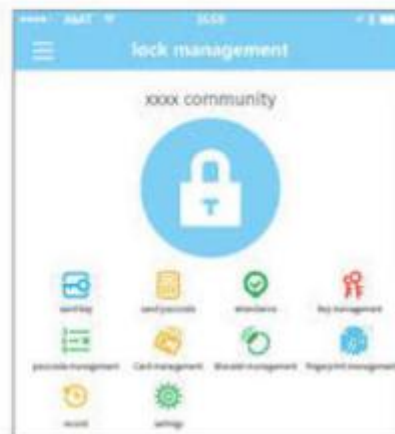 lock management
xxxx community
send key send passcode attendance key management
passcode management Card management Bracelet management Fingerprint management
record settings